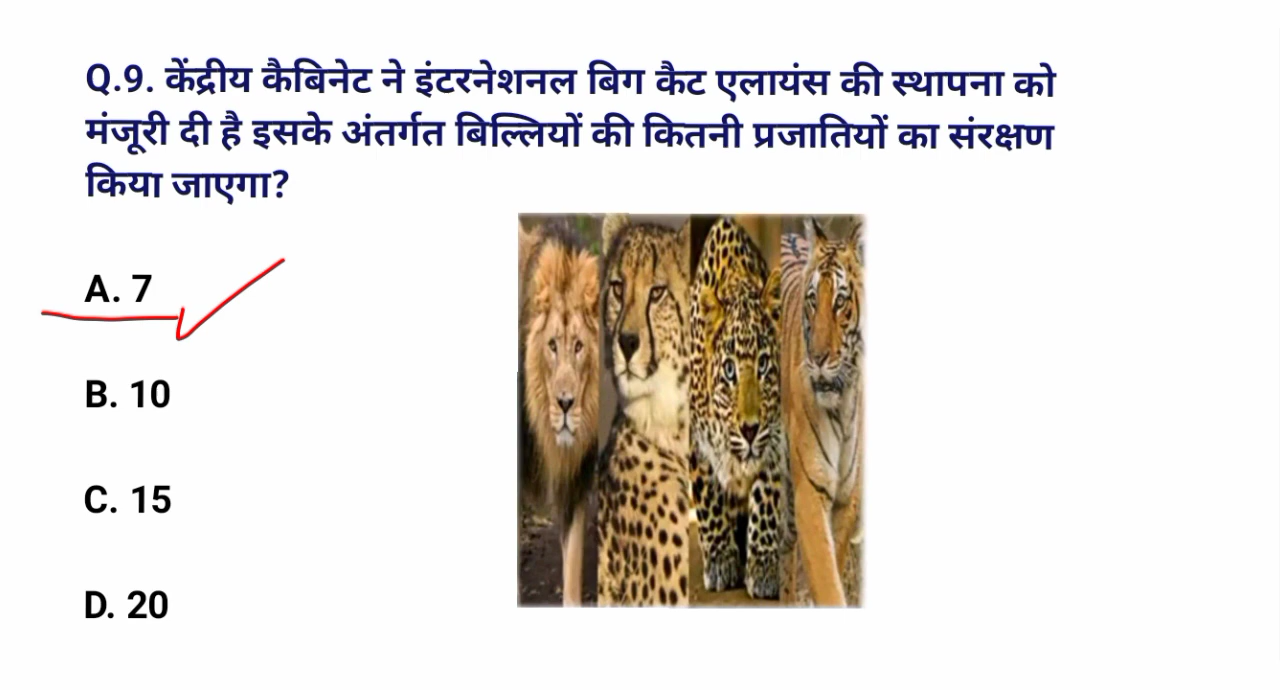 Q.9. केंद्रीय कैबिनेट ने इंटरनेशनल बिग कैट एलायंस की स्थापना को
मंजूरी दी है इसके अंतर्गत बिल्लियों की कितनी प्रजातियों का संरक्षण
किया जाएगा?
A. 7
B. 10
C. 15
D. 20